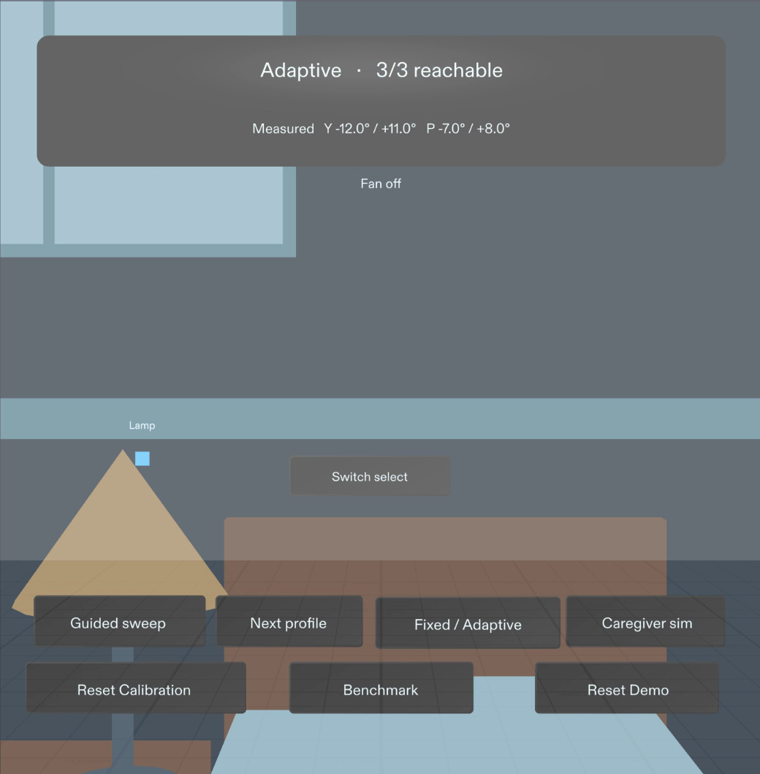 Adaptive · 3/3 reachable
Measured Y -12.0° / +11.0° P -7.0° / +8.0°
Fan off
Lamp
Switch select
Guided sweep
Next profile
Fixed / Adaptive
Caregiver sim
Reset Calibration
Benchmark
Reset Demo